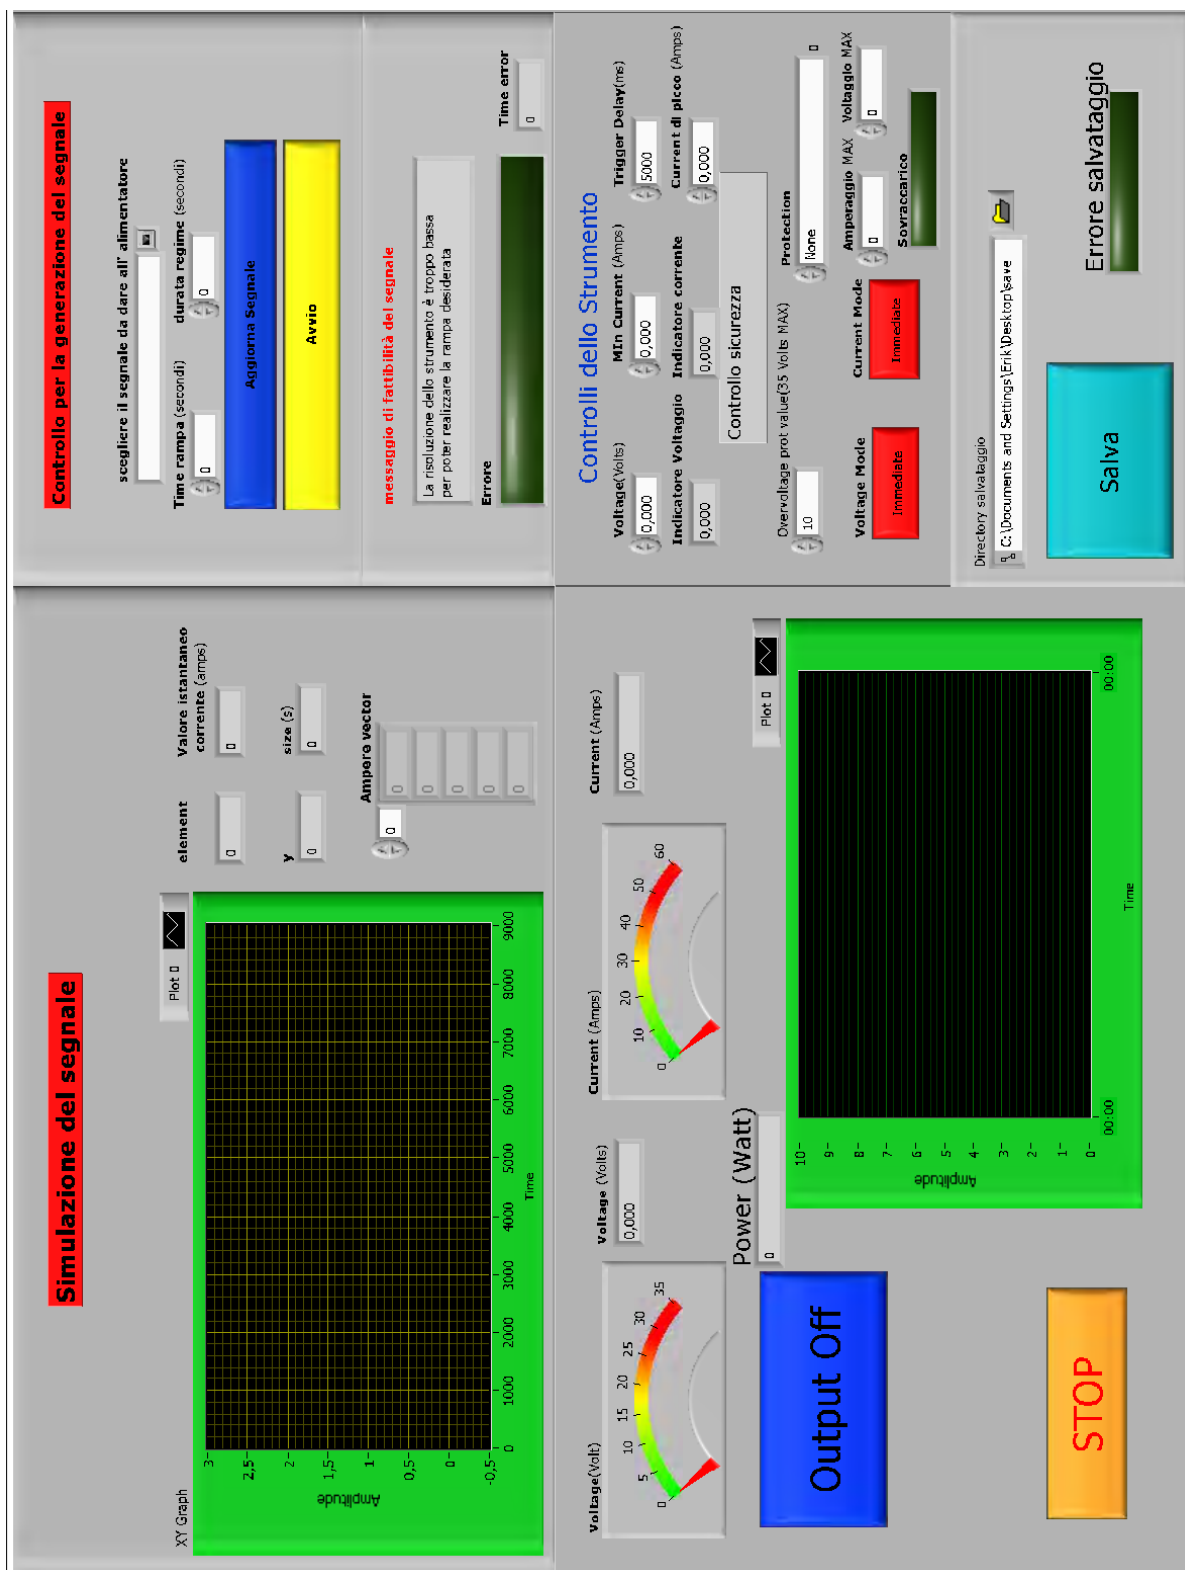 Simulazione del segnale
XY Graph
Plot 0
Amplitude
3
2,5
2
1,5
1
0,5
0
-0,5
0
1000
2000
3000
4000
5000
6000
7000
8000
9000
Time
element
0
Valore istantaneo
corrente (amps)
0
y
0
size (s)
0
Ampere vector
0
0
0
0
0
0
Controllo per la generazione del segnale
scegliere il segnale da dare all' alimentatore
Time rampa (secondi)
0
durata regime (secondi)
0
Aggiorna Segnale
Avvio
messaggio di fattibilità del segnale
La risoluzione dello strumento è troppo bassa
per poter realizzare la rampa desiderata
Errore
Time error
0
Voltage(Volt)
0
5
10
15
20
25
30
35
Voltage (Volts)
0,000
Current (Amps)
0
10
20
30
40
50
60
Current (Amps)
0,000
Output Off
Power (Watt)
0
Plot 0
Amplitude
10
9
8
7
6
5
4
3
2
1
0
00:00
00:00
Time
STOP
Controlli dello Strumento
Voltage(Volts)
0,000
MIn Current (Amps)
0,000
Trigger Delay(ms)
5000
Indicatore Voltaggio
0,000
Indicatore corrente
0,000
Current di picco (Amps)
0,000
Controllo sicurezza
Overvoltage prot value(35 Volts MAX)
10
Protection
None
0
Voltage Mode
Immediate
Current Mode
Immediate
Amperaggio MAX
0
Voltaggio MAX
0
Sovraccarico
Directory salvataggio
C:\Documents and Settings\Erik\Desktop\save
Salva
Errore salvataggio